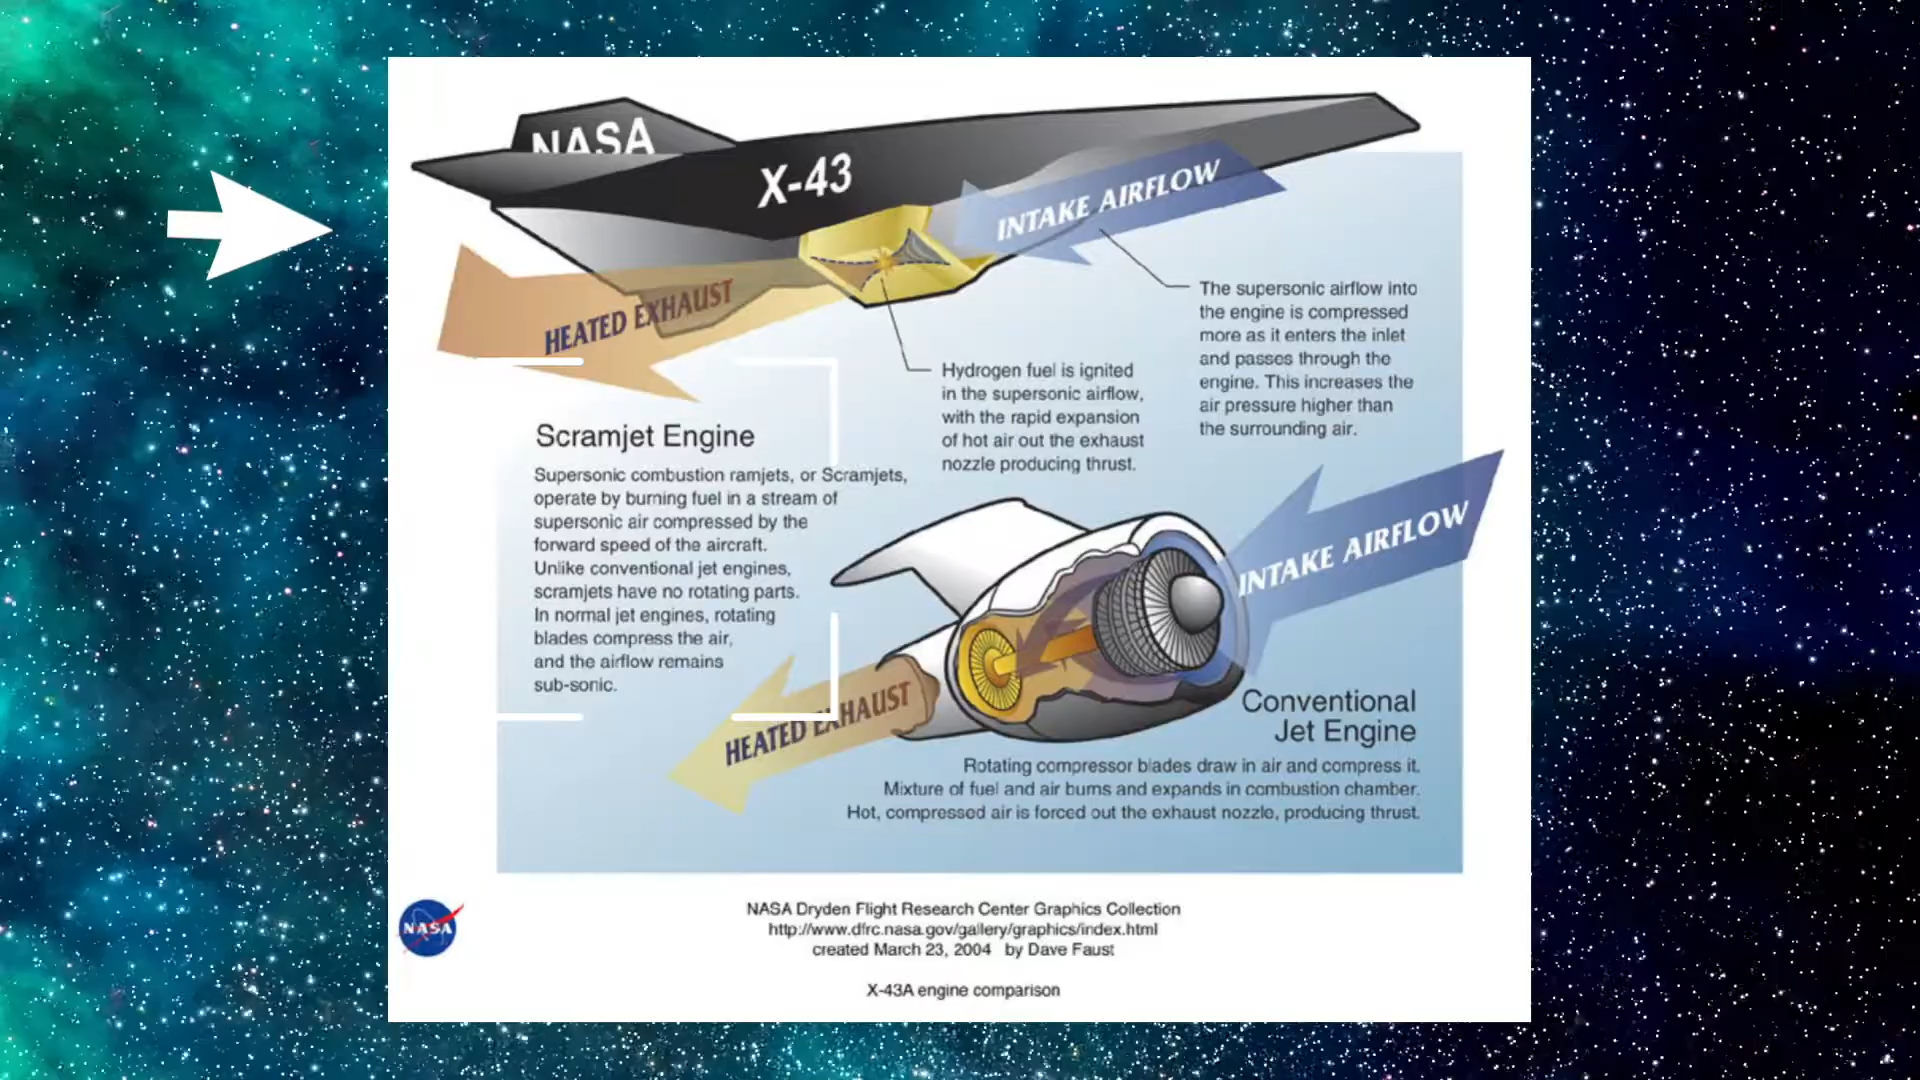 NASA
X-43
INTAKE AIRFLOW
HEATED EXHAUST
The supersonic airflow into
the engine is compressed
more as it enters the inlet
and passes through the
engine. This increases the
air pressure higher than
the surrounding air.
Hydrogen fuel is ignited
in the supersonic airflow,
with the rapid expansion
of hot air out the exhaust
nozzle producing thrust.
Scramjet Engine
Supersonic combustion ramjets, or Scramjets,
operate by burning fuel in a stream of
supersonic air compressed by the
forward speed of the aircraft.
Unlike conventional jet engines,
scramjets have no rotating parts.
In normal jet engines, rotating
blades compress the air,
and the airflow remains
sub-sonic.
INTAKE AIRFLOW
HEATED EXHAUST
Conventional
Jet Engine
Rotating compressor blades draw in air and compress it.
Mixture of fuel and air burns and expands in combustion chamber.
Hot, compressed air is forced out the exhaust nozzle, producing thrust.
NASA
NASA Dryden Flight Research Center Graphics Collection
http://www.dfrc.nasa.gov/gallery/graphics/index.html
created March 23, 2004 by Dave Faust
X-43A engine comparison